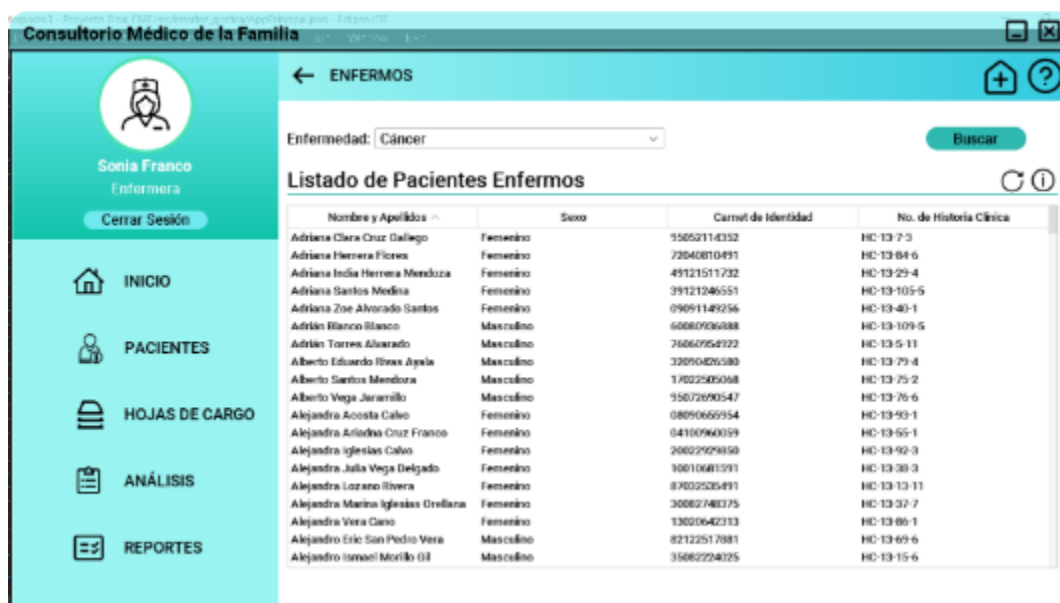 Consultorio Médico de la Familia
Sonia Franco
Enfermera
Cerrar Sesión
INICIO
PACIENTES
HOJAS DE CARGO
ANÁLISIS
REPORTES
ENFERMOS
Enfermedad: Cáncer Buscar
Listado de Pacientes Enfermos
Nombre y Apellidos Sexo Carnet de Identidad No. de Historia Clínica
Adriana Clara Cruz Gallego Femenino 95052114352 HC-13-7-3
Adriana Herrera Flores Femenino 72040810491 HC-13-84-6
Adriana India Herrera Mendoza Femenino 49121511732 HC-13-29-4
Adriana Santos Medina Femenino 39121246551 HC-13-105-5
Adriana Zoe Alvarado Santos Femenino 09091149256 HC-13-40-1
Adrián Blanco Blanco Masculino HC-13-109-5
Adrián Torres Alvarado Masculino 76060954922 HC-13-5-11
Alberto Eduardo Rivas Ayala Masculino 32090426580 HC-13-79-4
Alberto Santos Mendoza Masculino 17022505068 HC-13-75-2
Alberto Vega Jaramillo Masculino 95072690547 HC-13-76-6
Alejandra Acosta Calvo Femenino 08090655954 HC-13-93-1
Alejandra Ariadna Cruz Franco Femenino 04100960059 HC-13-55-1
Alejandra Iglesias Calvo Femenino 20022929850 HC-13-92-3
Alejandra Julia Vega Delgado Femenino 10010681591 HC-13-38-3
Alejandra Lozano Rivera Femenino 87032535491 HC-13-13-11
Alejandra Marina Iglesias Orellana Femenino 30082748375 HC-13-37-7
Alejandra Vera Cano Femenino 13020642313 HC-13-86-1
Alejandro Eric San Pedro Vera Masculino 82122517881 HC-13-69-6
Alejandro Ismael Morillo Gil Masculino 35082224025 HC-13-15-6